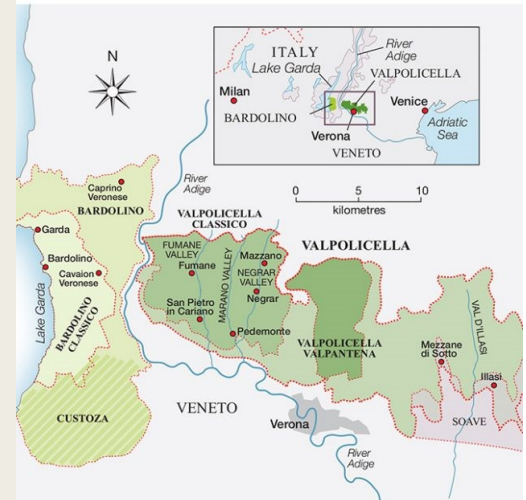 N
ITALY
Lake Garda
River
Adige
VALPOLICELLA
Milan
BARDOLINO
Venice
Verona
Adriatic
Sea
VENETO
0 5 10
kilometres
River
Adige
Caprino
Veronese
BARDOLINO
Garda
Bardolino
Cavaion
Veronese
Lake Garda
BARDOLINO
CLASSICO
CUSTOZA
VALPOLICELLA
CLASSICO
FUMANE
VALLEY
Fumane
MARANO VALLEY
Mazzano
NEGRAR
VALLEY
Negrar
San Pietro
in Cariano
Pedemonte
VALPOLICELLA
VALPOLICELLA
VALPANTENA
VAL D'ILLASI
Mezzane
di Sotto
Illasi
SOAVE
VENETO
Verona
River
Adige